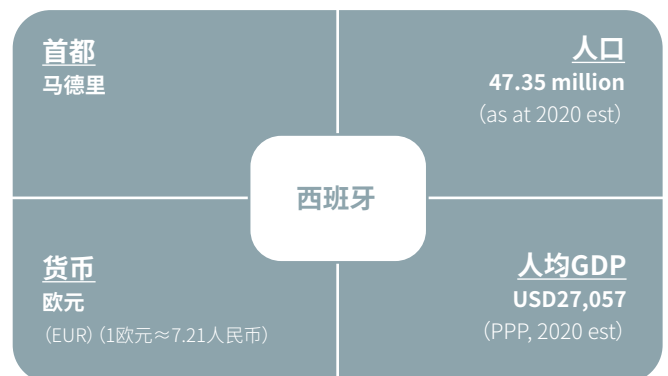 首都
马德里
人口
47.35 million
（as at 2020 est）
西班牙
货币
欧元
（EUR）（1欧元≈7.21人民币）
人均GDP
USD27,057
（PPP, 2020 est）